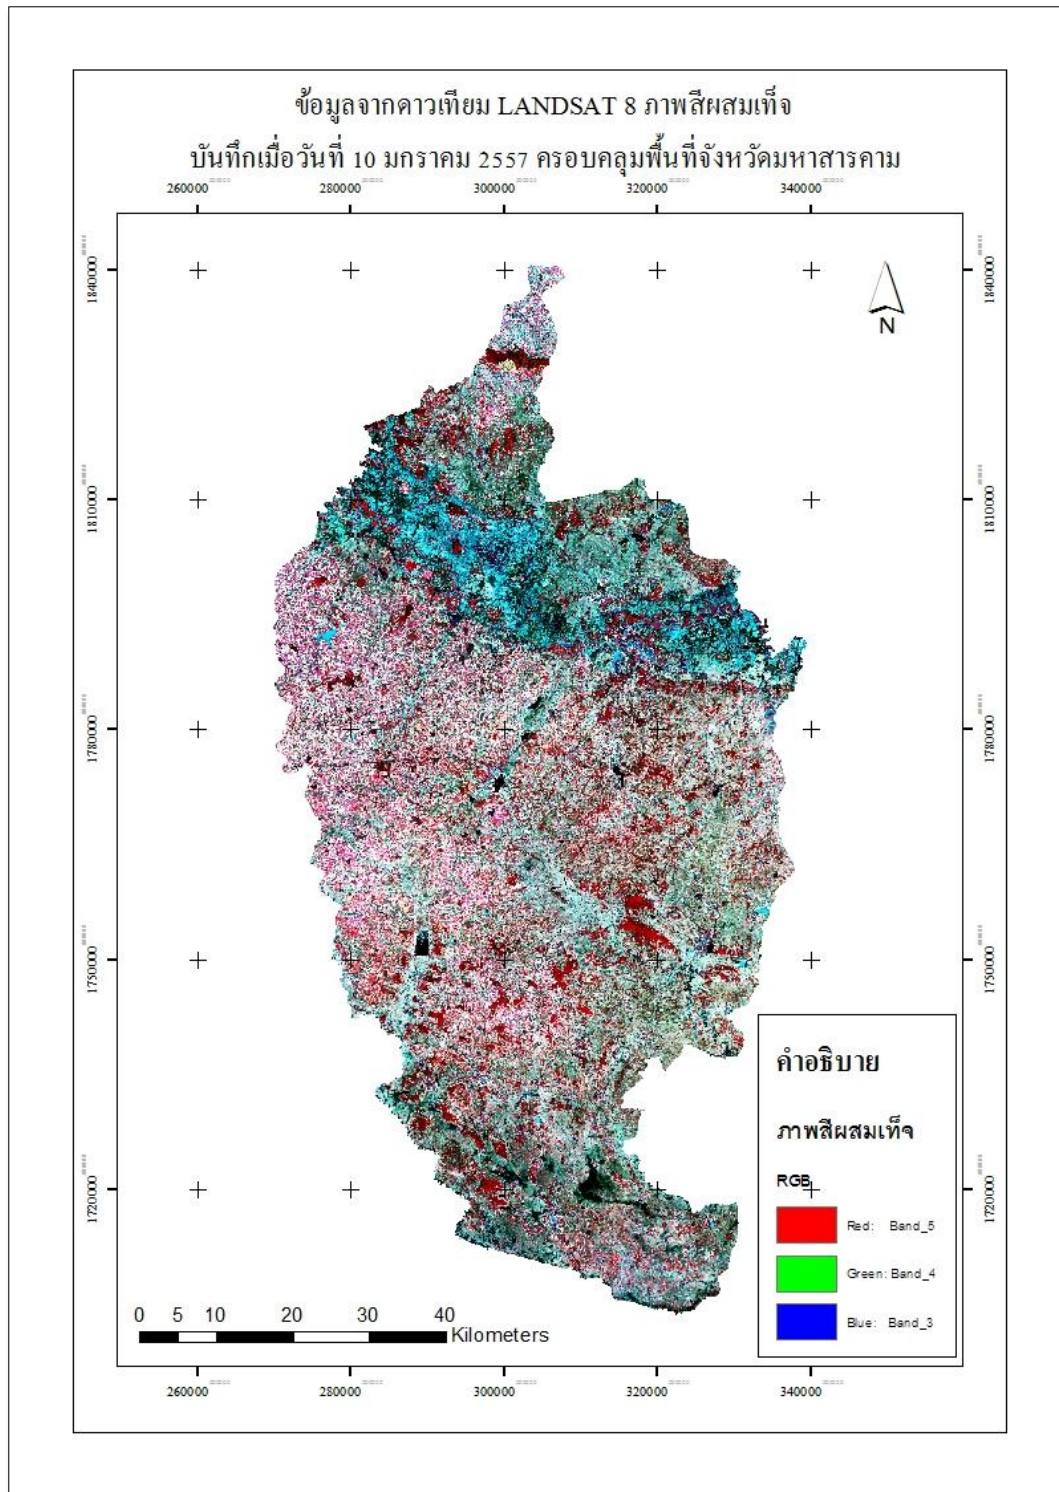 ข้อมูลจากดาวเทียม LANDSAT 8 ภาพสีผสมเท็จ
บันทึกเมื่อวันที่ 10 มกราคม 2557 ครอบคลุมพื้นที่จังหวัดมหาสารคาม
260000 280000 300000 320000 340000
1840000 1840000
N
1810000 1810000
1780000 1780000
1750000 1750000
คำอธิบาย
ภาพสีผสมเท็จ
RGB
1720000 1720000
Red: Band_5
Green: Band_4
Blue: Band_3
0 5 10 20 30 40
Kilometers
260000 280000 300000 320000 340000